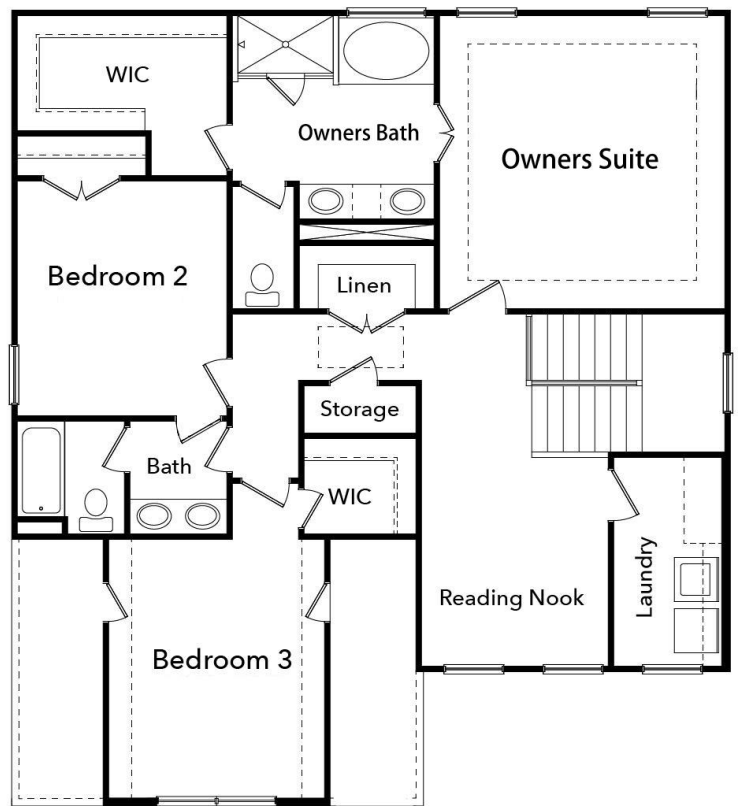 WIC
Owners Bath
Owners Suite
Bedroom 2
Linen
Storage
Bath
WIC
Reading Nook
Laundry
Bedroom 3